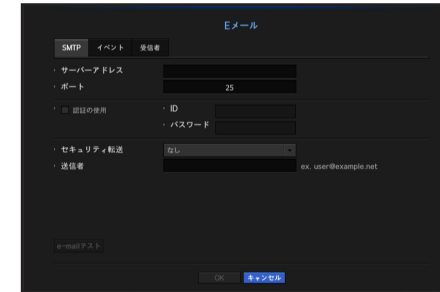 Eメール
SMTP イベント 受信者
サーバーアドレス
ポート 25
認証の使用 ID
パスワード
セキュリティ転送 なし
送信者 ex. user@example.net
e-mailテスト
OK キャンセル